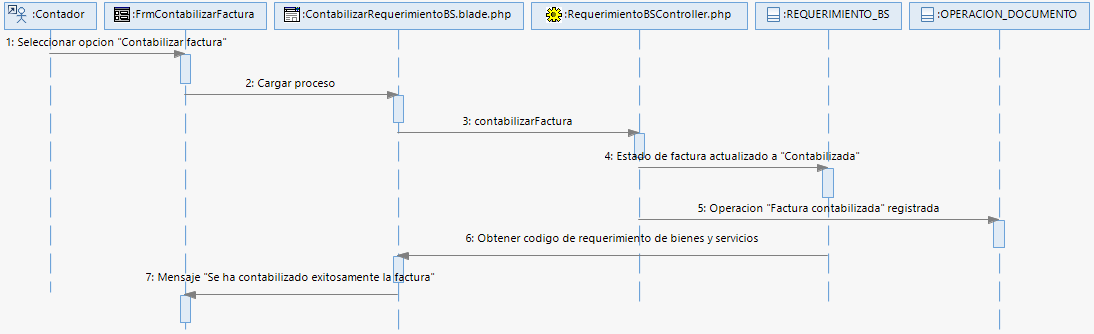 :Contador
:FrmContabilizarFactura
:ContabilizarRequerimientoBS.blade.php
:RequerimientoBSController.php
:REQUERIMIENTO_BS
:OPERACION_DOCUMENTO
1: Seleccionar opcion "Contabilizar factura"
2: Cargar proceso
3: contabilizarFactura
4: Estado de factura actualizado a "Contabilizada"
5: Operacion "Factura contabilizada" registrada
6: Obtener codigo de requerimiento de bienes y servicios
7: Mensaje "Se ha contabilizado exitosamente la factura"